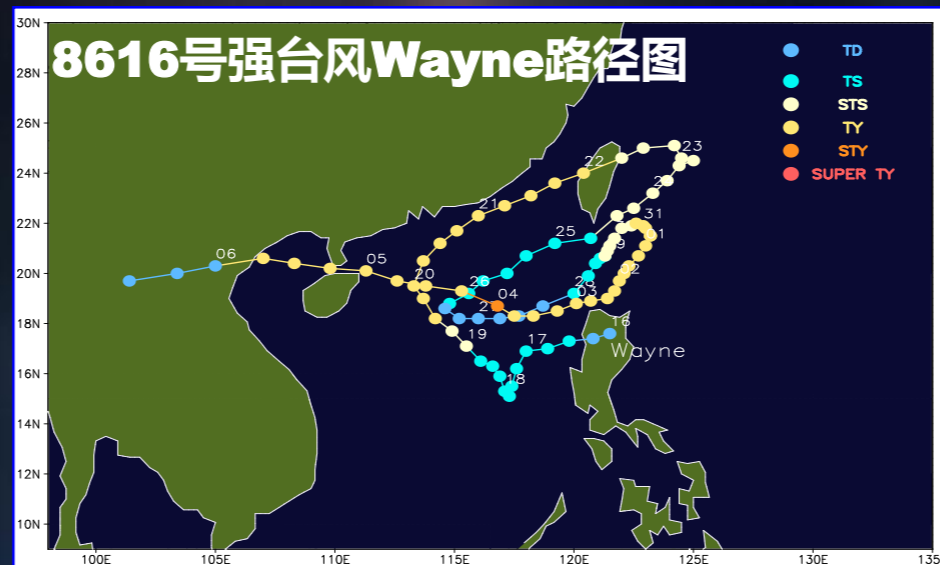 8616号强台风Wayne路径图
TD
TS
STS
TY
STY
SUPER TY
30N
28N
26N
24N
22N
20N
18N
16N
14N
12N
10N
23
22
21
31
25
01
06
05
20
26
04
02
28
03
19
16
17
18
Wayne
100E
105E
110E
115E
120E
125E
130E
135